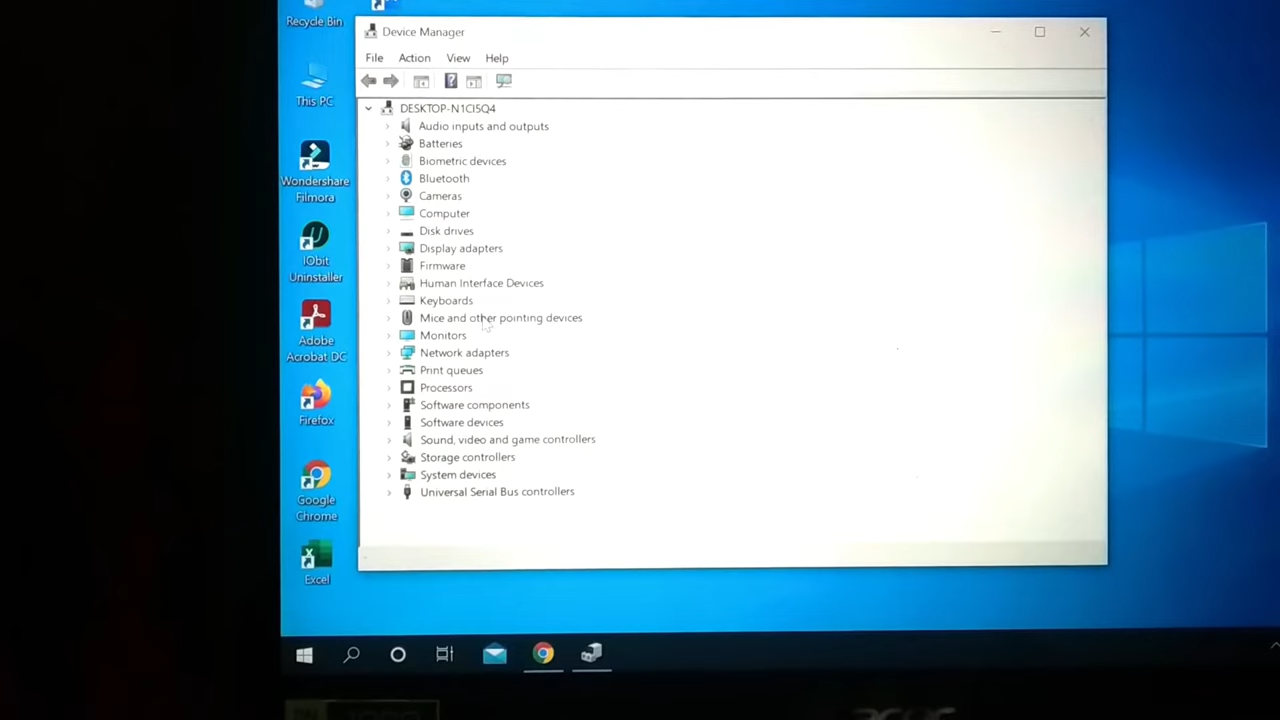 Recycle Bin
This PC
Wondershare
Filmora
IObit
Uninstaller
Adobe
Acrobat DC
Firefox
Google
Chrome
Excel
Device Manager
File Action View Help
DESKTOP-N1CI5Q4
Audio inputs and outputs
Batteries
Biometric devices
Bluetooth
Cameras
Computer
Disk drives
Display adapters
Firmware
Human Interface Devices
Keyboards
Mice and other pointing devices
Monitors
Network adapters
Print queues
Processors
Software components
Software devices
Sound, video and game controllers
Storage controllers
System devices
Universal Serial Bus controllers
acer